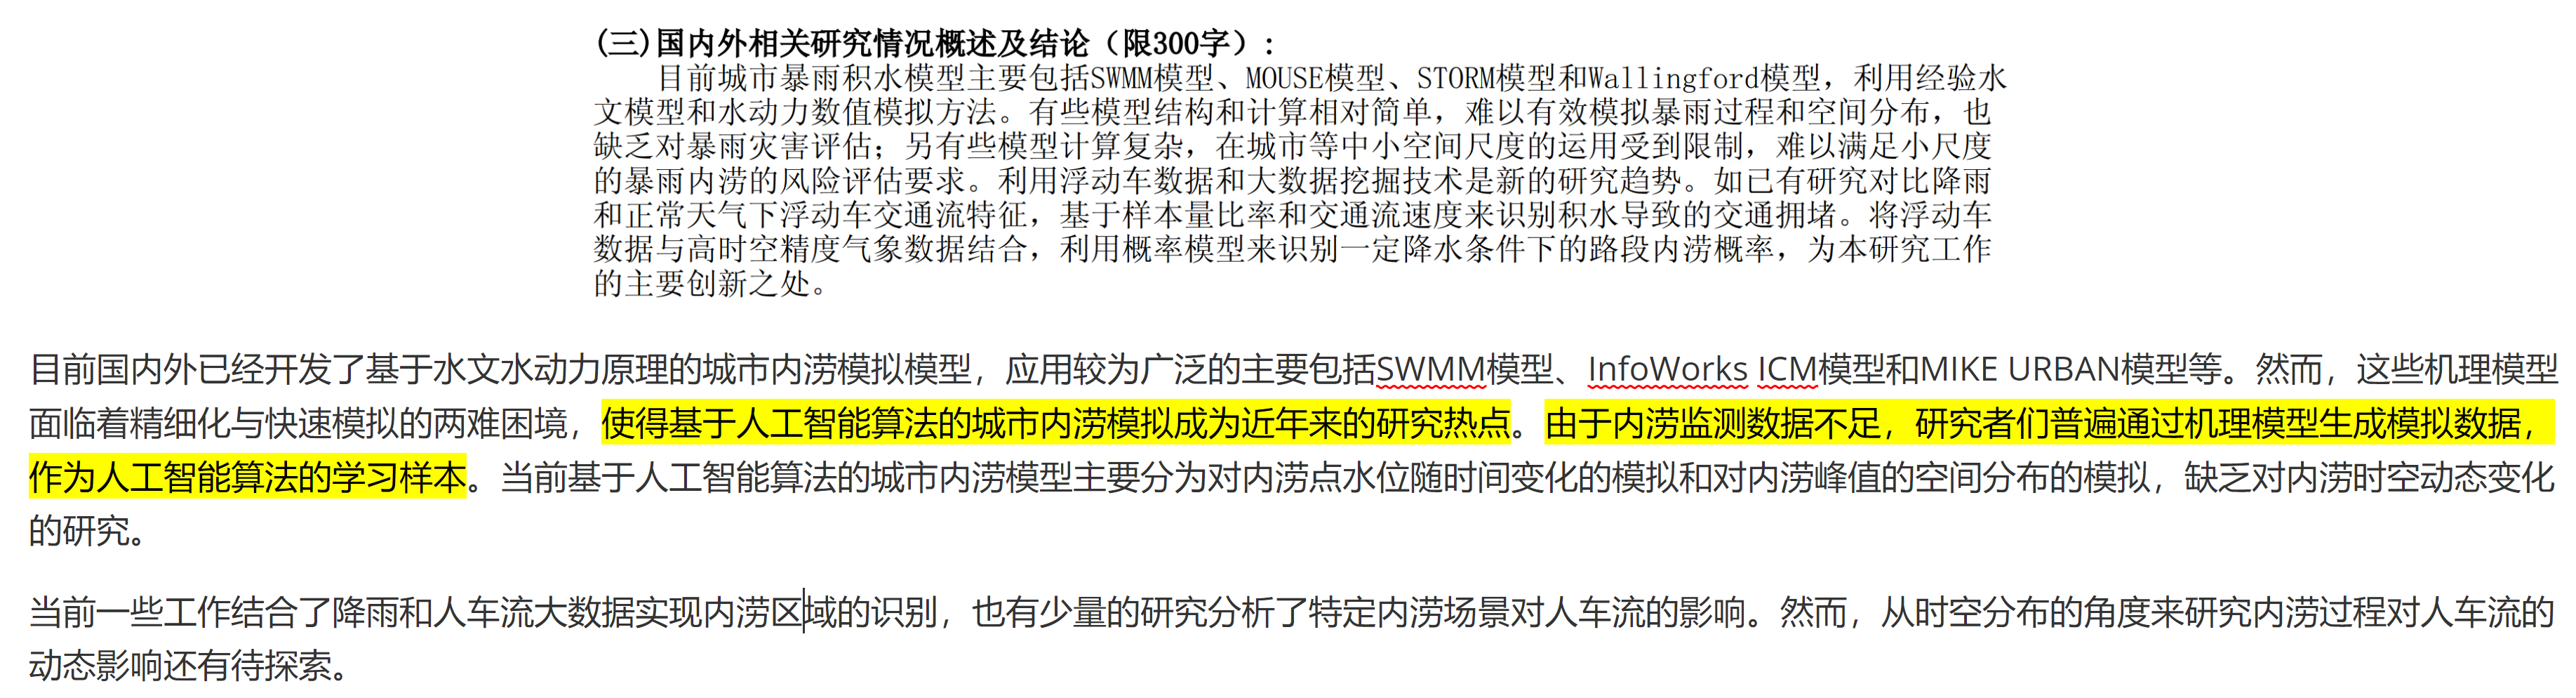 (三)国内外相关研究情况概述及结论（限300字）:
目前城市暴雨积水模型主要包括SWMM模型、MOUSE模型、STORM模型和Wallingford模型，利用经验水
文模型和水动力数值模拟方法。有些模型结构和计算相对简单，难以有效模拟暴雨过程和空间分布，也
缺乏对暴雨灾害评估；另有些模型计算复杂，在城市等中小空间尺度的运用受到限制，难以满足小尺度
的暴雨内涝的风险评估要求。利用浮动车数据和大数据挖掘技术是新的研究趋势。如已有研究对比降雨
和正常天气下浮动车交通流特征，基于样本量比率和交通流速度来识别积水导致的交通拥堵。将浮动车
数据与高时空精度气象数据结合，利用概率模型来识别一定降水条件下的路段内涝概率，为本研究工作
的主要创新之处。
目前国内外已经开发了基于水文水动力原理的城市内涝模拟模型，应用较为广泛的主要包括SWMM模型、InfoWorks ICM模型和MIKE URBAN模型等。然而，这些机理模型
面临着精细化与快速模拟的两难困境，使得基于人工智能算法的城市内涝模拟成为近年来的研究热点。由于内涝监测数据不足，研究者们普遍通过机理模型生成模拟数据，
作为人工智能算法的学习样本。当前基于人工智能算法的城市内涝模型主要分为对内涝点水位随时间变化的模拟和对内涝峰值的空间分布的模拟，缺乏对内涝时空动态变化
的研究。
当前一些工作结合了降雨和人车流大数据实现内涝区域的识别，也有少量的研究分析了特定内涝场景对人车流的影响。然而，从时空分布的角度来研究内涝过程对人车流的
动态影响还有待探索。